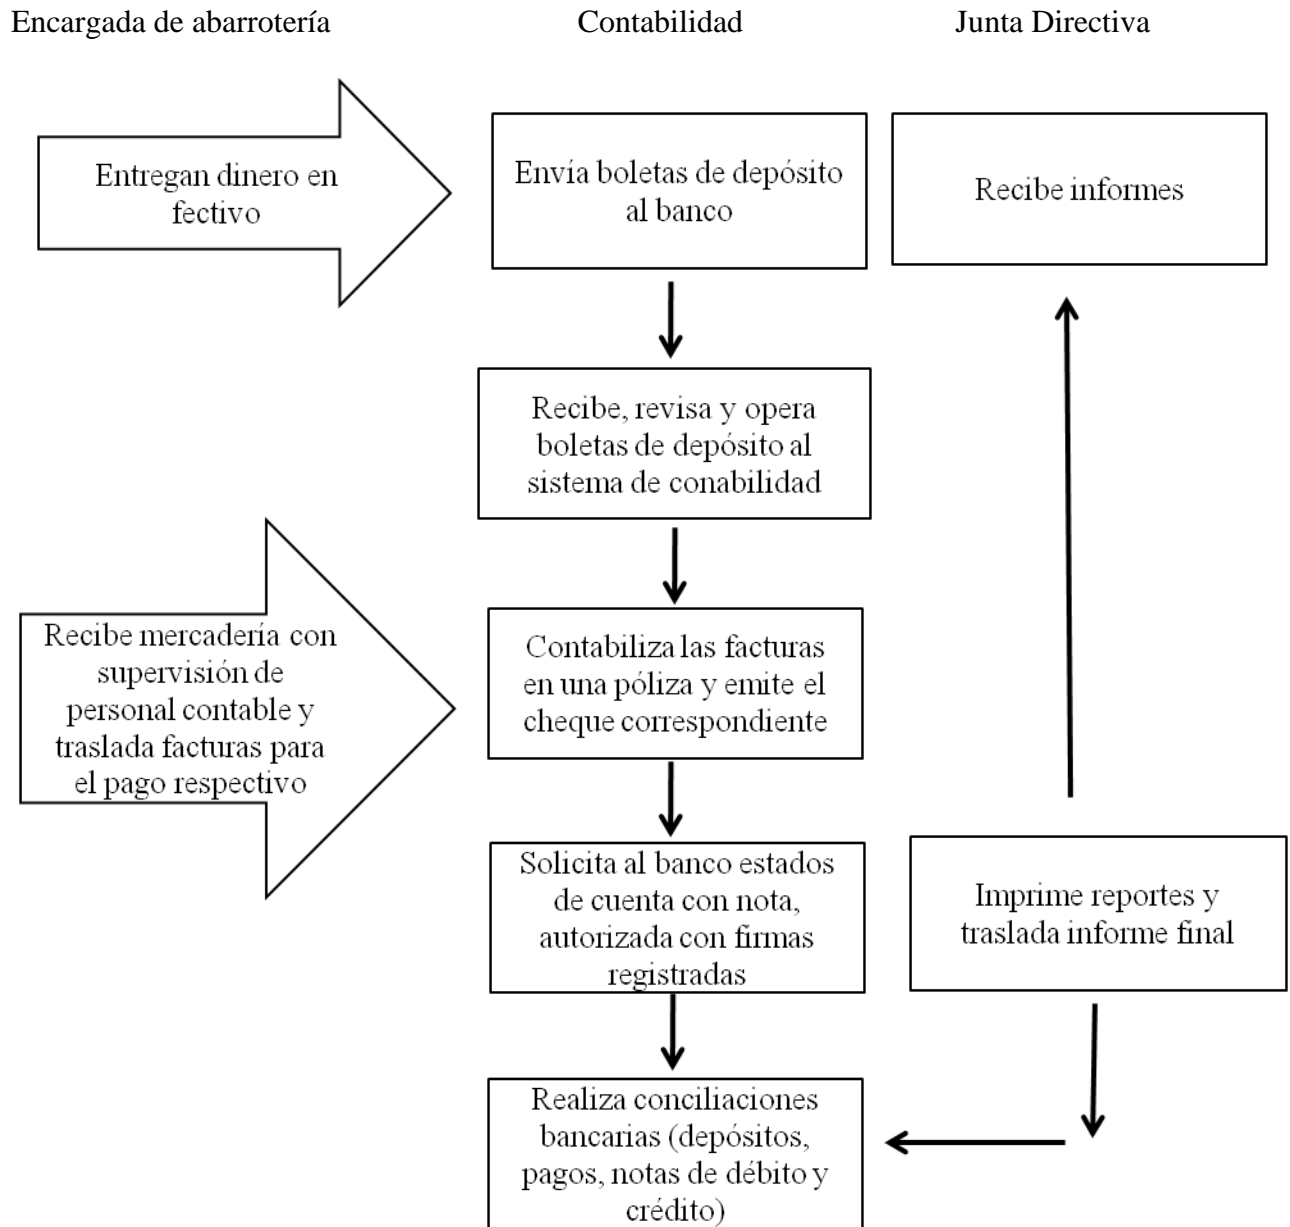 Encargada de abarrotería
Contabilidad
Junta Directiva
Entregan dinero en
fectivo
Envía boletas de depósito
al banco
Recibe informes
Recibe, revisa y opera
boletas de depósito al
sistema de conabilidad
Recibe mercadería con
supervisión de
personal contable y
traslada facturas para
el pago respectivo
Contabiliza las facturas
en una póliza y emite el
cheque correspondiente
Solicita al banco estados
de cuenta con nota,
autorizada con firmas
registradas
Imprime reportes y
traslada informe final
Realiza conciliaciones
bancarias (depósitos,
pagos, notas de débito y
crédito)